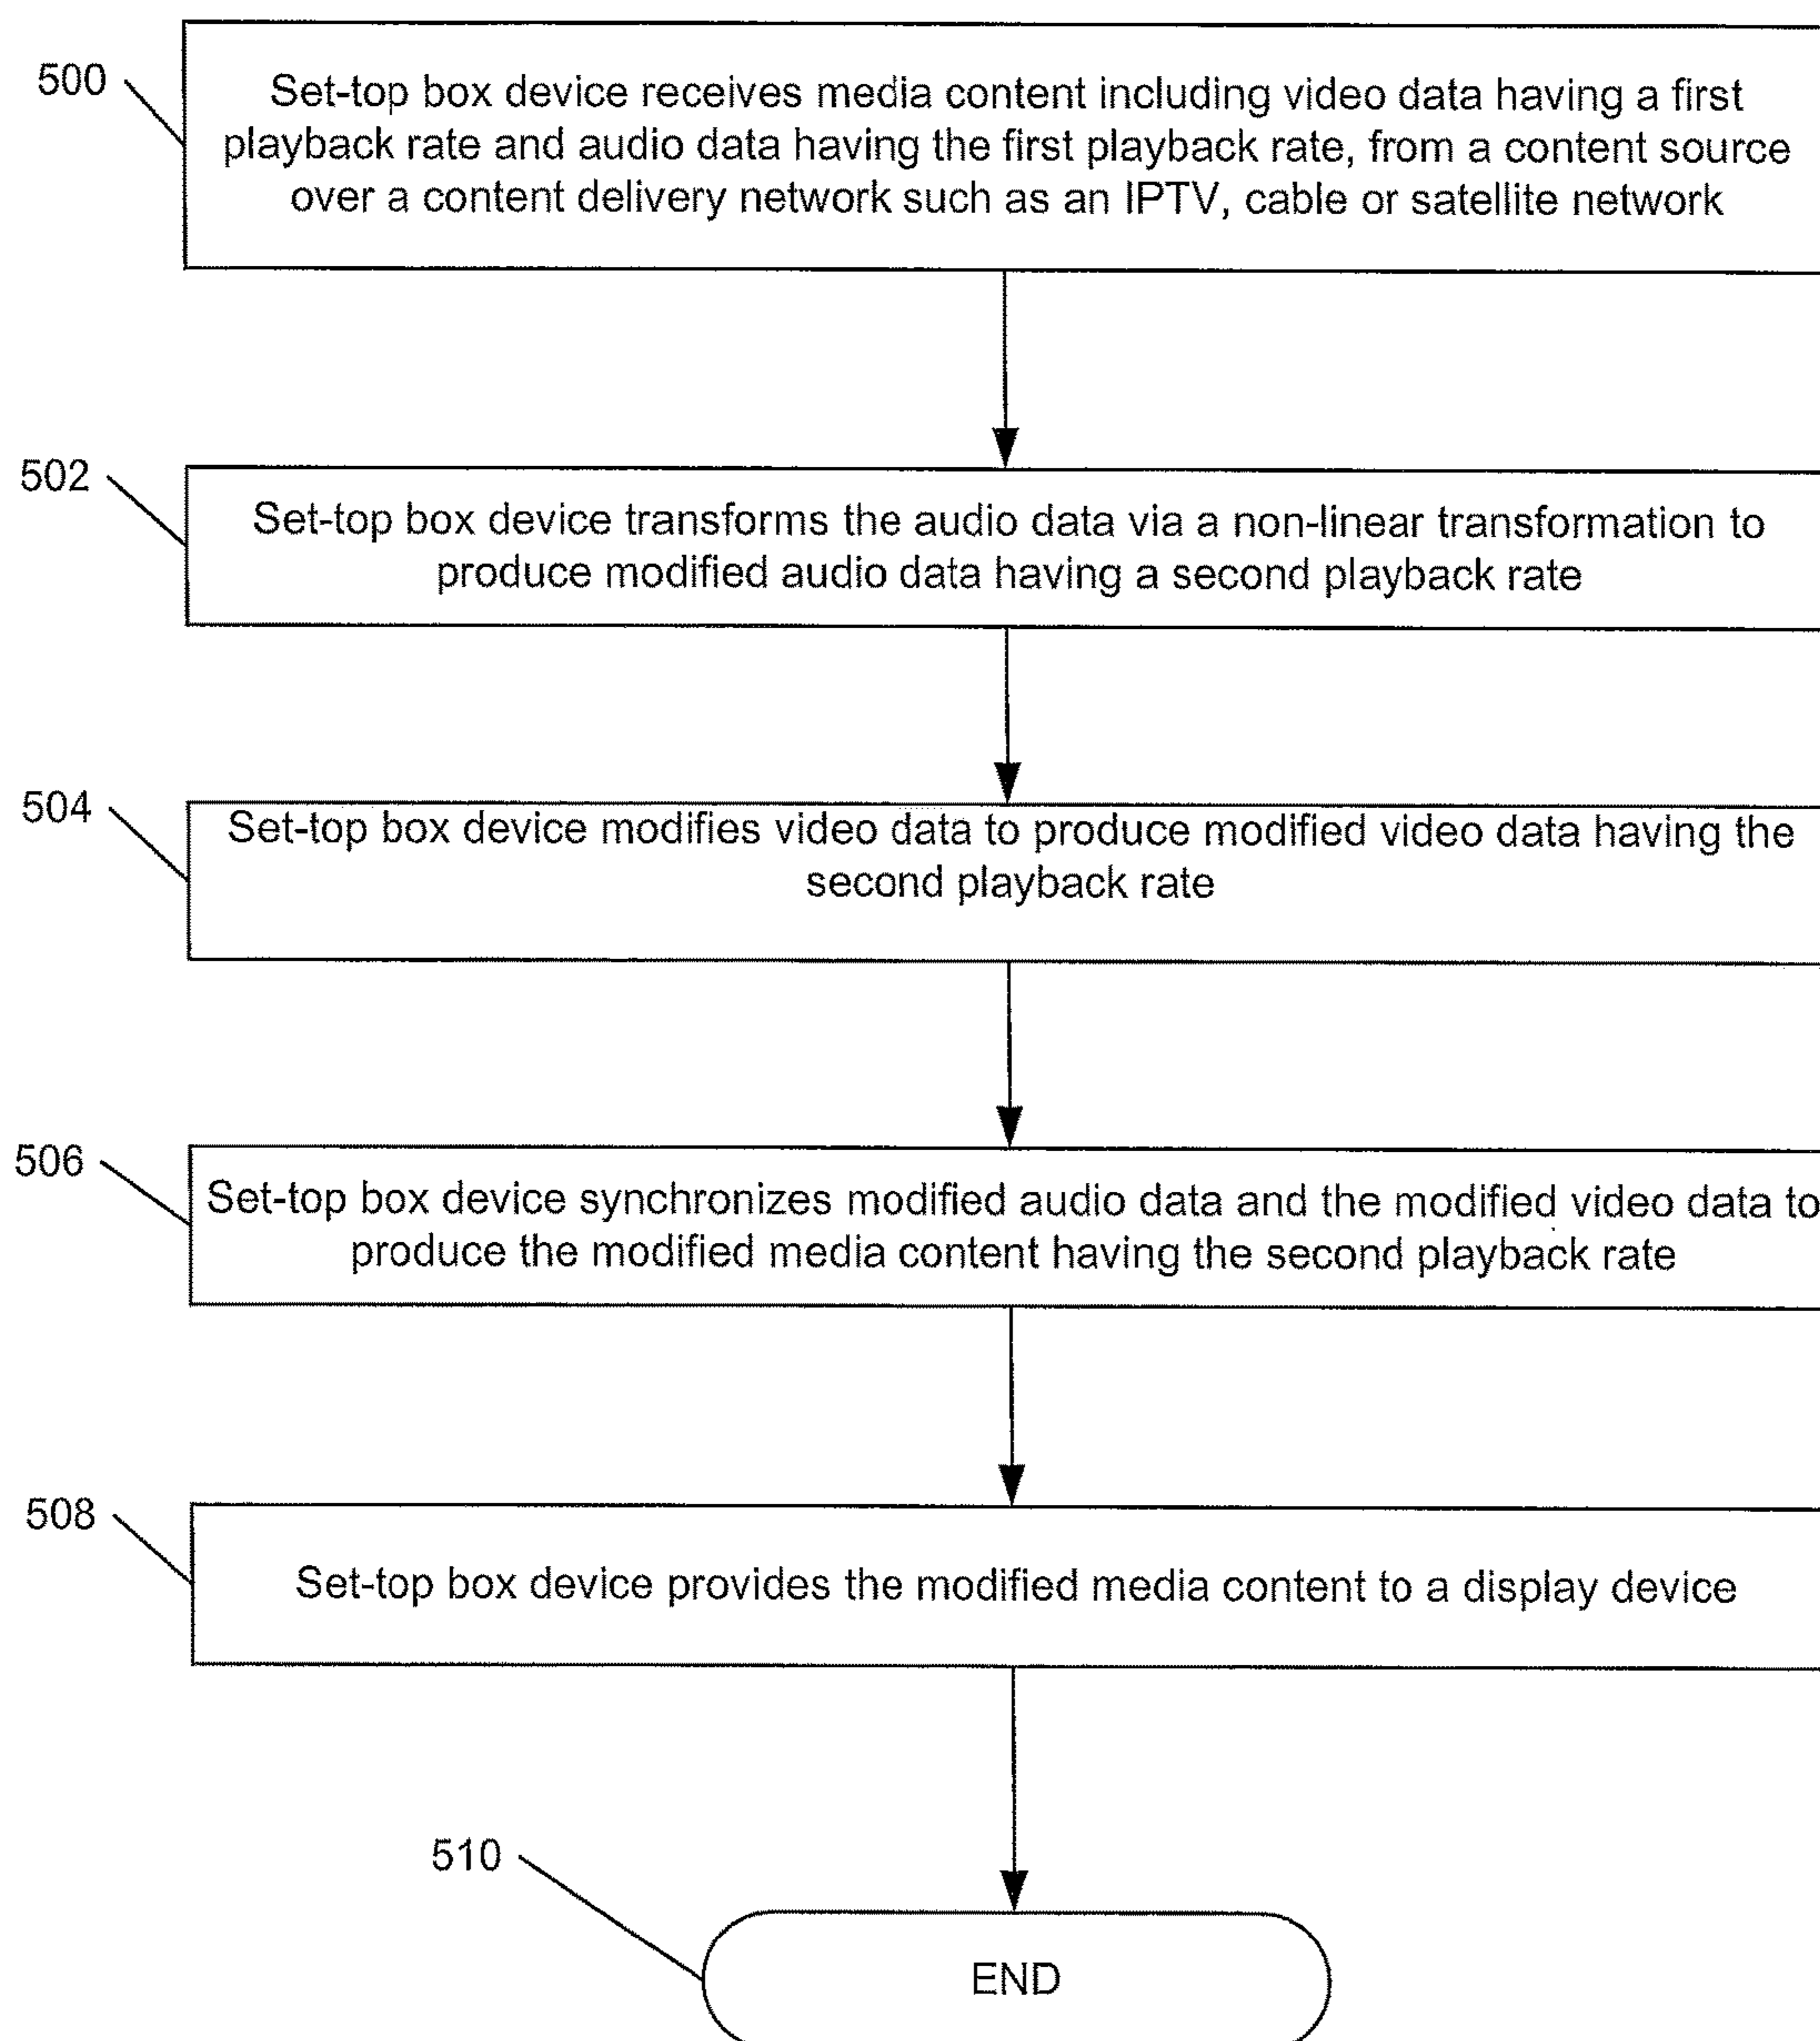 500
Set-top box device receives media content including video data having a first
playback rate and audio data having the first playback rate, from a content source
over a content delivery network such as an IPTV, cable or satellite network
502
Set-top box device transforms the audio data via a non-linear transformation to
produce modified audio data having a second playback rate
504
Set-top box device modifies video data to produce modified video data having the
second playback rate
506
Set-top box device synchronizes modified audio data and the modified video data to
produce the modified media content having the second playback rate
508
Set-top box device provides the modified media content to a display device
510
END